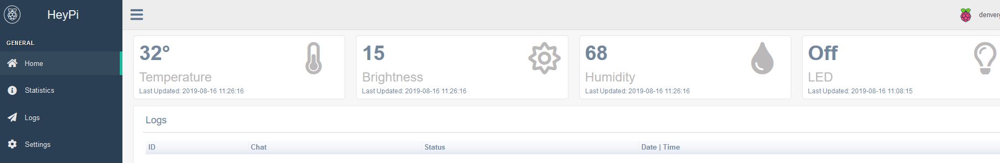 HeyPi
GENERAL
Home
Statistics
Logs
Settings
32°
Temperature
Last Updated: 2019-08-16 11:26:16
15
Brightness
Last Updated: 2019-08-16 11:26:16
68
Humidity
Last Updated: 2019-08-16 11:26:16
Off
LED
Last Updated: 2019-08-16 11:08:15
Logs
ID Chat Status Date | Time